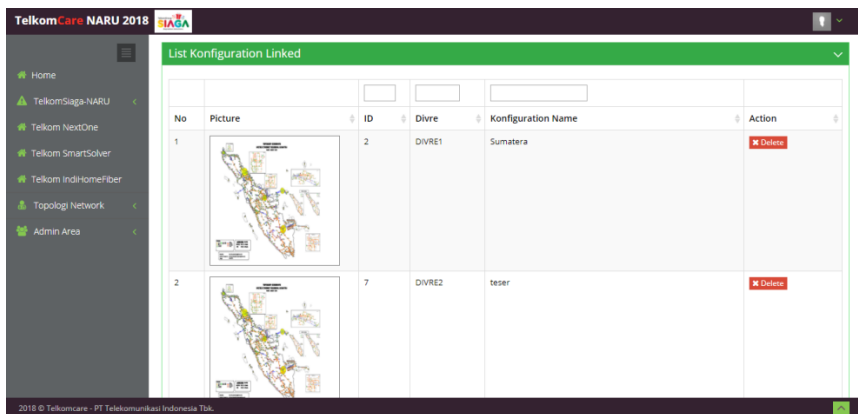 TelkomCare NARU 2018 SIAGA
List Konfiguration Linked
Home
TelkomSiaga-NARU
Telkom NextOne
Telkom SmartSolver
Telkom IndiHomeFiber
Topologi Network
Admin Area
No Picture ID Divre Konfiguration Name Action
1 2 DIVRE1 Sumatera Delete
2 7 DIVRE2 teser Delete
2018 © Telkomcare - PT Telekomunikasi Indonesia Tbk.